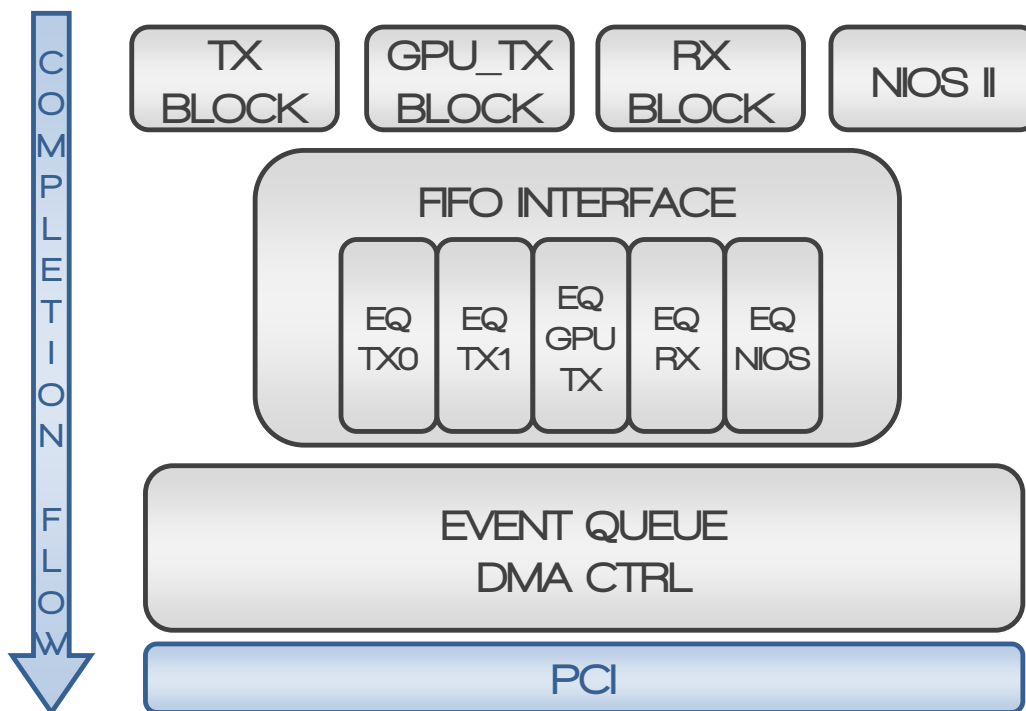 COMPLETION FLOW
TX
BLOCK
GPU_TX
BLOCK
RX
BLOCK
NIOS II
FIFO INTERFACE
EQ
TX0
EQ
TX1
EQ
GPU
TX
EQ
RX
EQ
NIOS
EVENT QUEUE
DMA CTRL
PCI